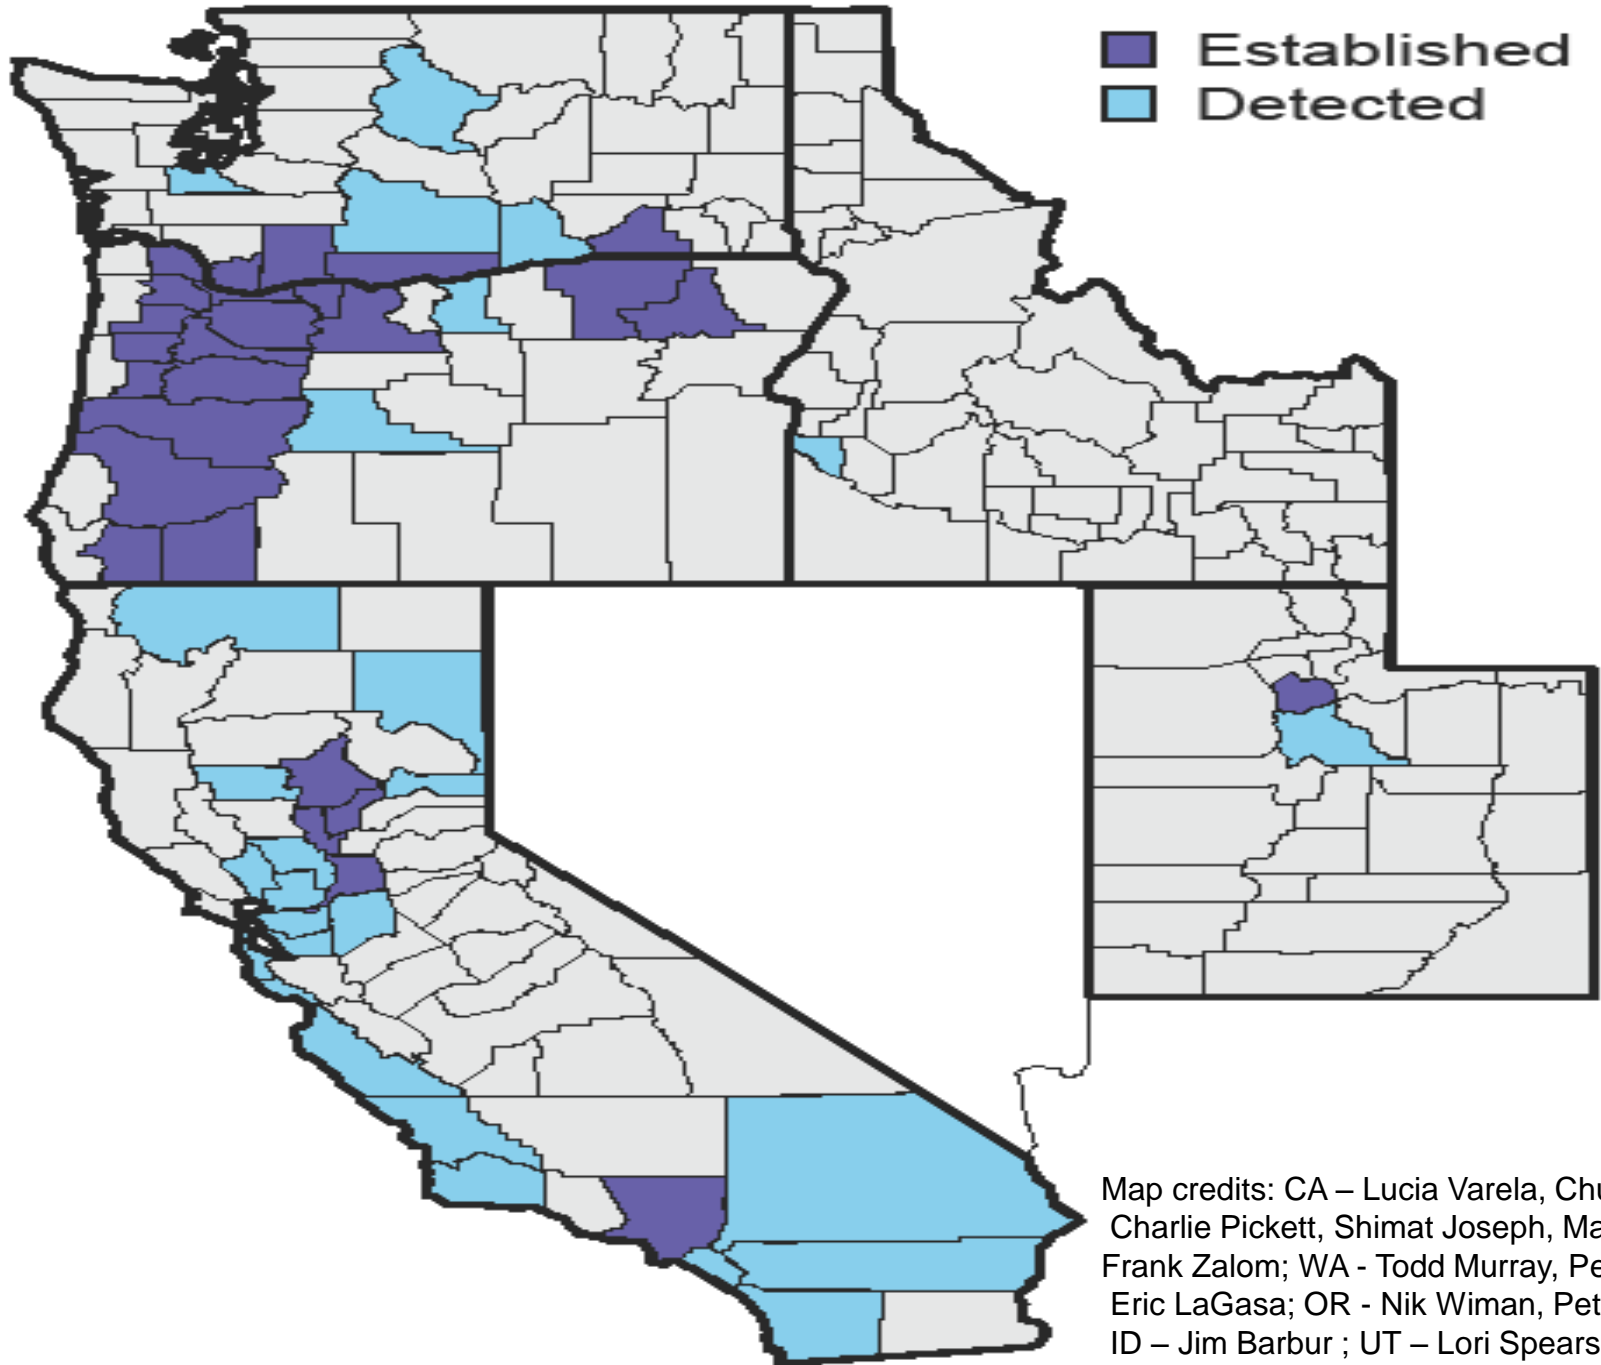 Established
Detected
Map credits: CA – Lucia Varela,
Charlie Pickett, Shimat Joseph,
Frank Zalom; WA - Todd Murray,
Eric LaGasa; OR - Nik Wiman,
ID – Jim Barbur ; UT – Lori Spears